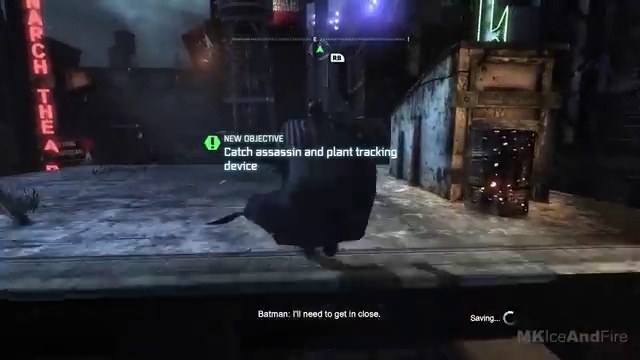 NARCH THE A
E
RB
NEW OBJECTIVE
Catch assassin and plant tracking
device
Batman: I'll need to get in close.
Saving...
MKIceAndFire